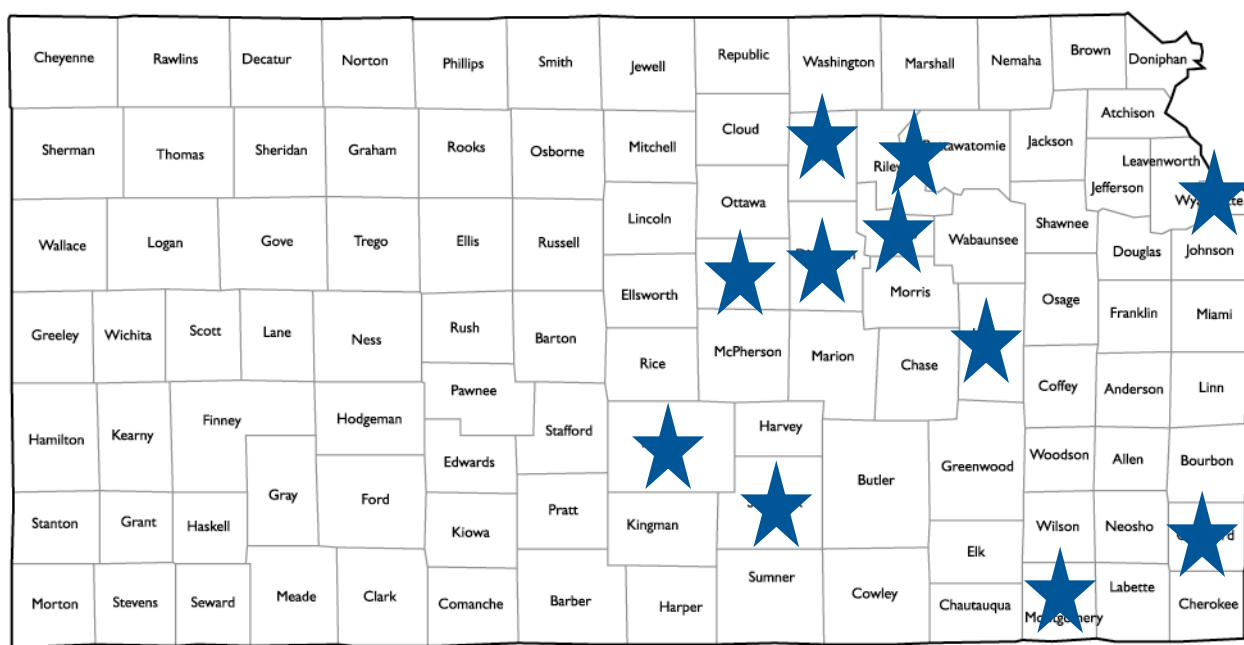 Cheyenne
Rawlins
Decatur
Norton
Phillips
Smith
Jewell
Republic
Washington
Marshall
Nemaha
Brown
Doniphan
Sherman
Thomas
Sheridan
Graham
Rooks
Osborne
Mitchell
Cloud
Jackson
Atchison
Leavenworth
Jefferson
Wallace
Logan
Gove
Trego
Ellis
Russell
Lincoln
Ottawa
Wabaunsee
Shawnee
Douglas
Johnson
Greeley
Wichita
Scott
Lane
Ness
Rush
Barton
Ellsworth
Morris
Osage
Franklin
Miami
Pawnee
Rice
McPherson
Marion
Chase
Coffey
Anderson
Linn
Hamilton
Kearny
Finney
Hodgeman
Edwards
Stafford
Harvey
Butler
Greenwood
Woodson
Allen
Bourbon
Stanton
Grant
Haskell
Gray
Ford
Kiowa
Pratt
Kingman
Elk
Wilson
Neosho
Morton
Stevens
Seward
Meade
Clark
Comanche
Barber
Harper
Sumner
Cowley
Chautauqua
Montgomery
Labette
Cherokee